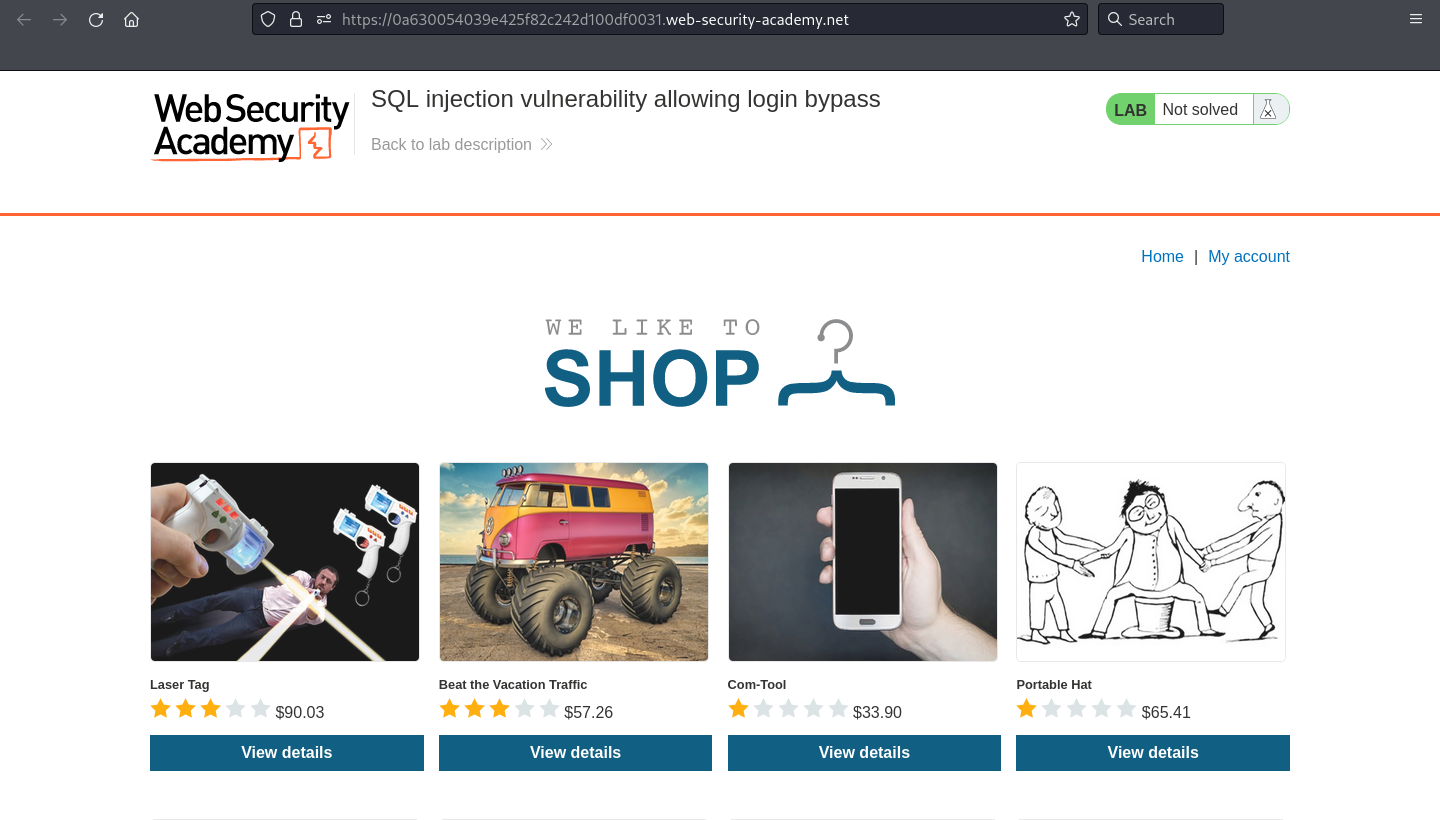 https://0a630054039e425f82c242d100df0031.web-security-academy.net
Search
Web Security
Academy
SQL injection vulnerability allowing login bypass
Back to lab description
LAB Not solved
Home | My account
WE LIKE TO
SHOP
Laser Tag
$90.03
View details
Beat the Vacation Traffic
$57.26
View details
Com-Tool
$33.90
View details
Portable Hat
$65.41
View details